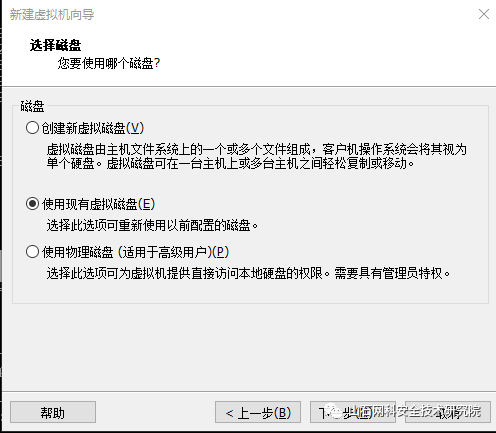 新建虚拟机向导
选择磁盘
您要使用哪个磁盘?
磁盘
创建新虚拟磁盘(V)
虚拟磁盘由主机文件系统上的一个或多个文件组成，客户机操作系统会将其视为
单个硬盘。虚拟磁盘可在一台主机上或多台主机之间轻松复制或移动。
使用现有虚拟磁盘(E)
选择此选项可重新使用以前配置的磁盘。
使用物理磁盘 (适用于高级用户)(P)
选择此选项可为虚拟机提供直接访问本地硬盘的权限。需要具有管理员特权。
帮助
< 上一步(B)
下一步
取消
山石网科安全技术研究院